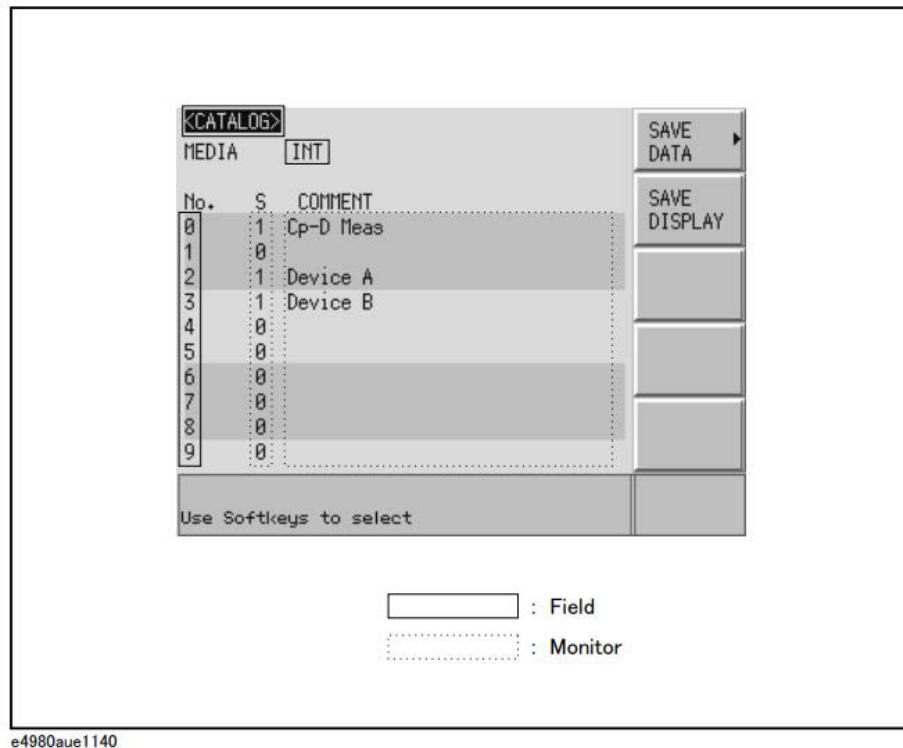 <CATALOG>
MEDIA INT
No. S COMMENT
0 1 Cp-D Meas
1 0
2 1 Device A
3 1 Device B
4 0
5 0
6 0
7 0
8 0
9 0
Use Softkeys to select
SAVE
DATA
SAVE
DISPLAY
: Field
: Monitor
e4980aue1140